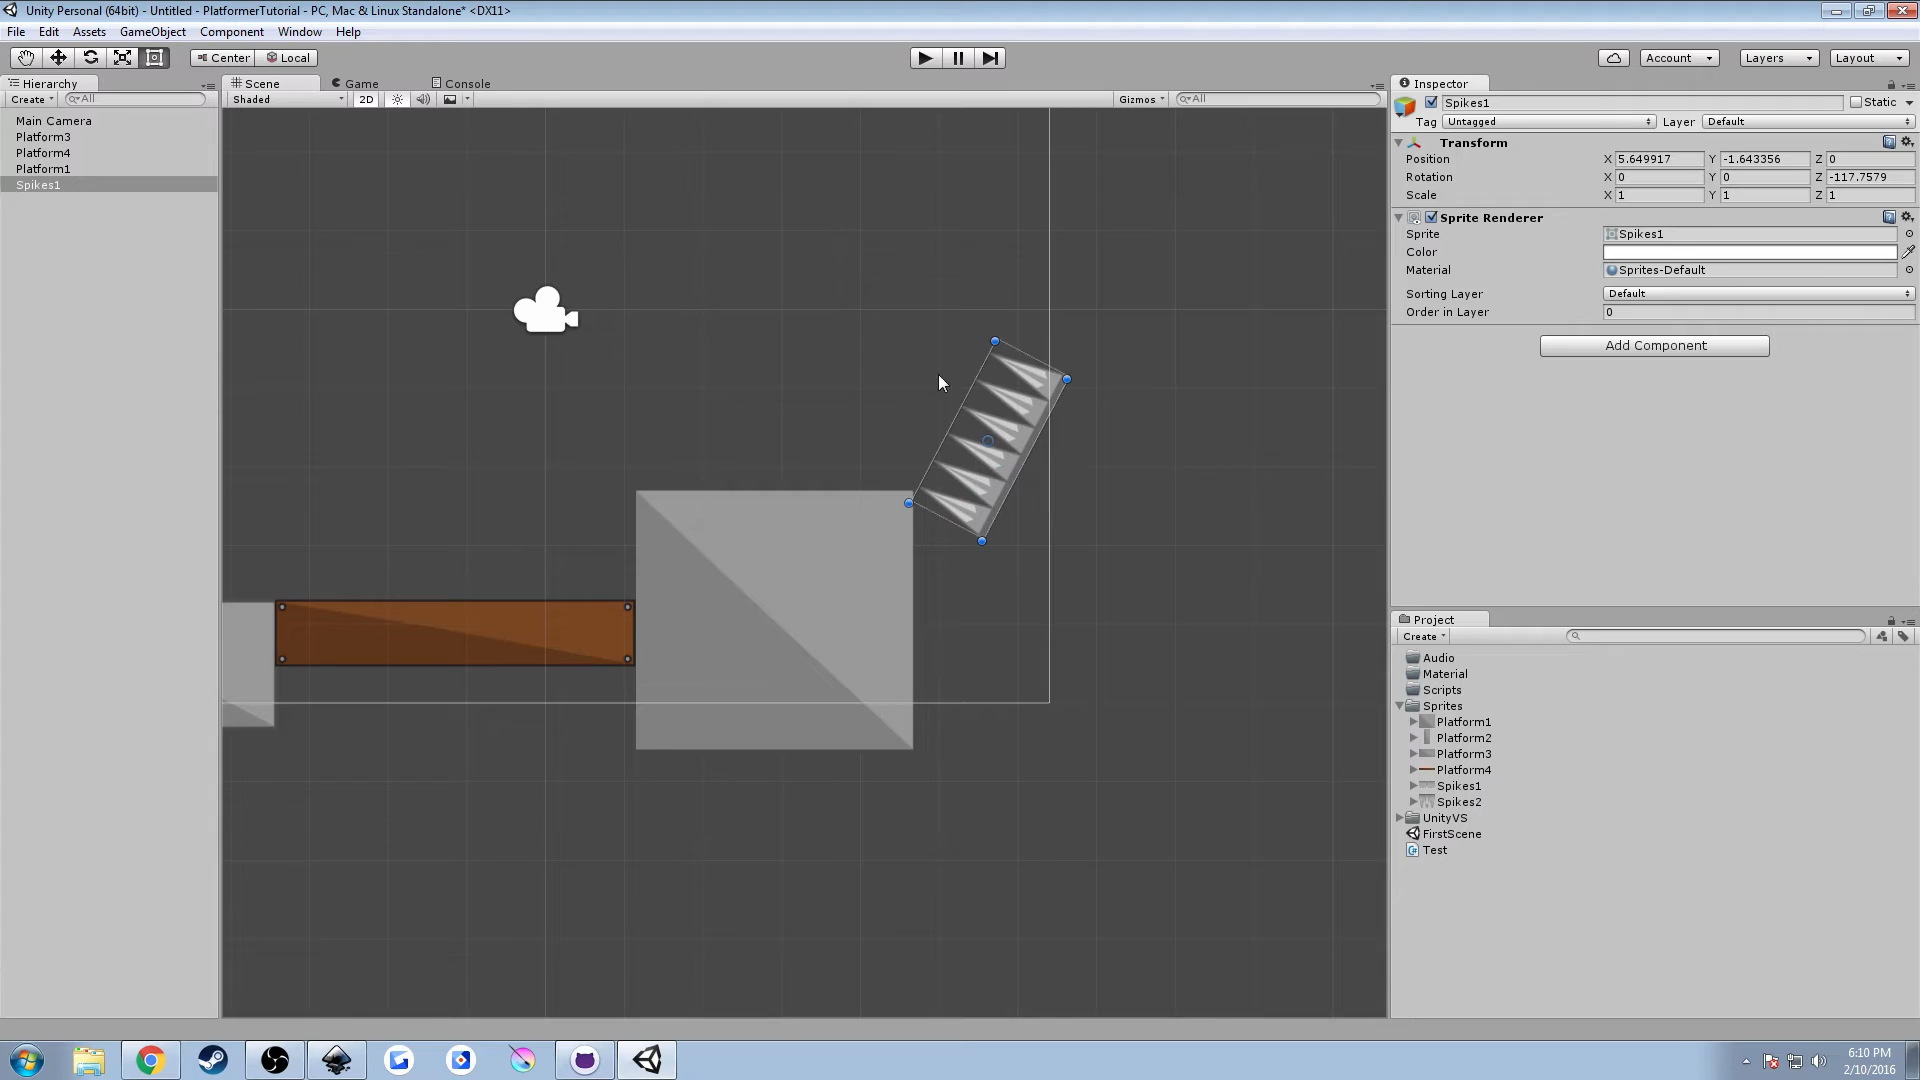 Unity Personal (64bit) - Untitled - PlatformerTutorial - PC, Mac & Linux Standalone* <DX11>
File Edit Assets GameObject Component Window Help
Center Local Account Layers Layout
Hierarchy Scene Game Console Inspector
Create All Shaded 2D Gizmos All Spikes1 Static
Tag Untagged Layer Default
Main Camera
Platform3
Platform4
Platform1
Spikes1
Transform
Position X 5.649917 Y -1.643356 Z 0
Rotation X 0 Y 0 Z -117.7579
Scale X 1 Y 1 Z 1
Sprite Renderer
Sprite Spikes1
Color
Material Sprites-Default
Sorting Layer Default
Order in Layer 0
Add Component
Project
Create
Audio
Material
Scripts
Sprites
Platform1
Platform2
Platform3
Platform4
Spikes1
Spikes2
UnityVS
FirstScene
Test
6:10 PM
2/10/2016